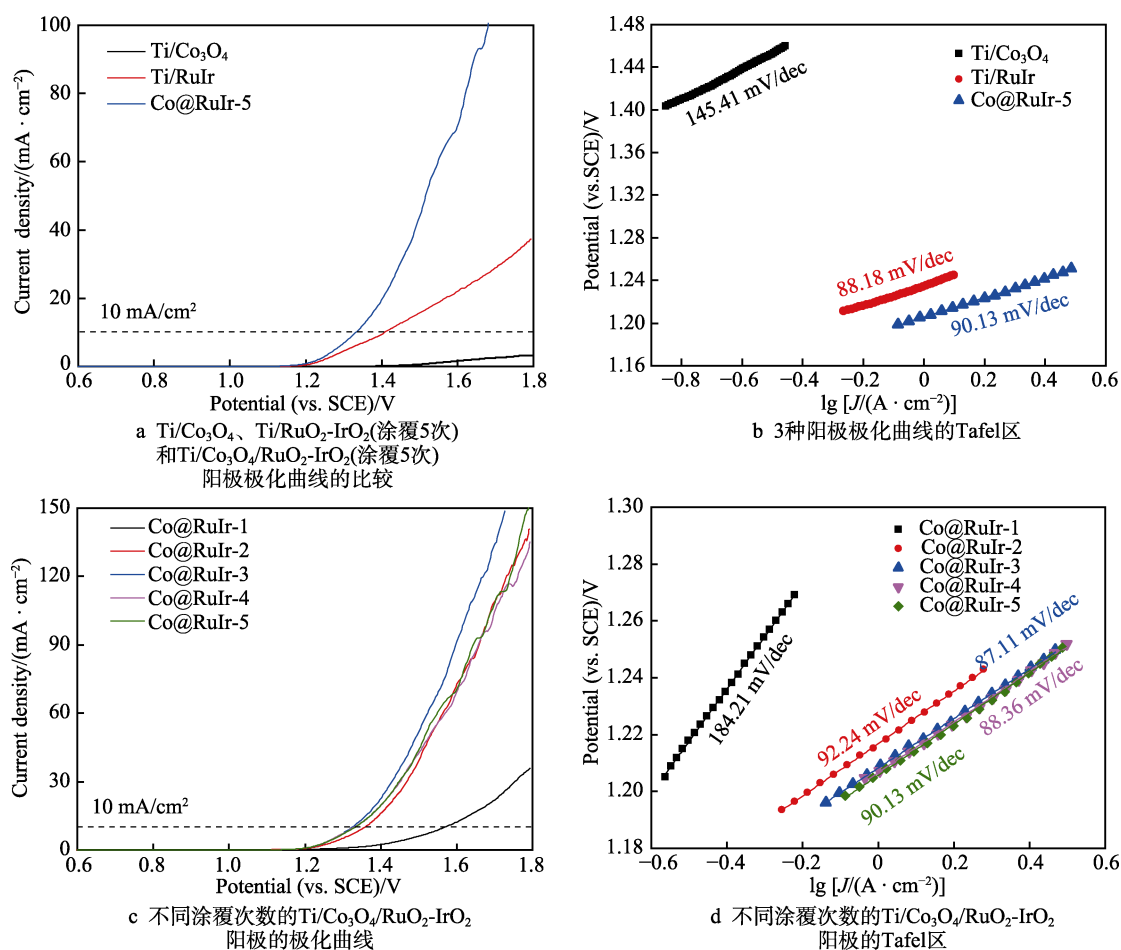 100
80
60
40
20
0
Current density/(mA · cm⁻²)
Ti/Co₃O₄
Ti/RuIr
Co@RuIr-5
10 mA/cm²
0.6
0.8
1.0
1.2
1.4
1.6
1.8
Potential (vs. SCE)/V
a Ti/Co₃O₄、Ti/RuO₂-IrO₂(涂覆5次)
和Ti/Co₃O₄/RuO₂-IrO₂(涂覆5次)
阳极极化曲线的比较
1.48
1.44
1.40
1.36
1.32
1.28
1.24
1.20
1.16
Potential (vs.SCE)/V
Ti/Co₃O₄
Ti/RuIr
Co@RuIr-5
145.41 mV/dec
88.18 mV/dec
90.13 mV/dec
−0.8
−0.6
−0.4
−0.2
0
0.2
0.4
0.6
lg [J/(A · cm⁻²)]
b 3种阳极极化曲线的Tafel区
150
120
90
60
30
0
Current density/(mA · cm⁻²)
Co@RuIr-1
Co@RuIr-2
Co@RuIr-3
Co@RuIr-4
Co@RuIr-5
10 mA/cm²
0.6
0.8
1.0
1.2
1.4
1.6
1.8
Potential (vs. SCE)/V
c 不同涂覆次数的Ti/Co₃O₄/RuO₂-IrO₂
阳极的极化曲线
1.30
1.28
1.26
1.24
1.22
1.20
1.18
Potential (vs. SCE)/V
Co@RuIr-1
Co@RuIr-2
Co@RuIr-3
Co@RuIr-4
Co@RuIr-5
184.21 mV/dec
92.24 mV/dec
87.11 mV/dec
88.36 mV/dec
90.13 mV/dec
−0.6
−0.4
−0.2
0
0.2
0.4
0.6
lg [J/(A · cm⁻²)]
d 不同涂覆次数的Ti/Co₃O₄/RuO₂-IrO₂
阳极的Tafel区